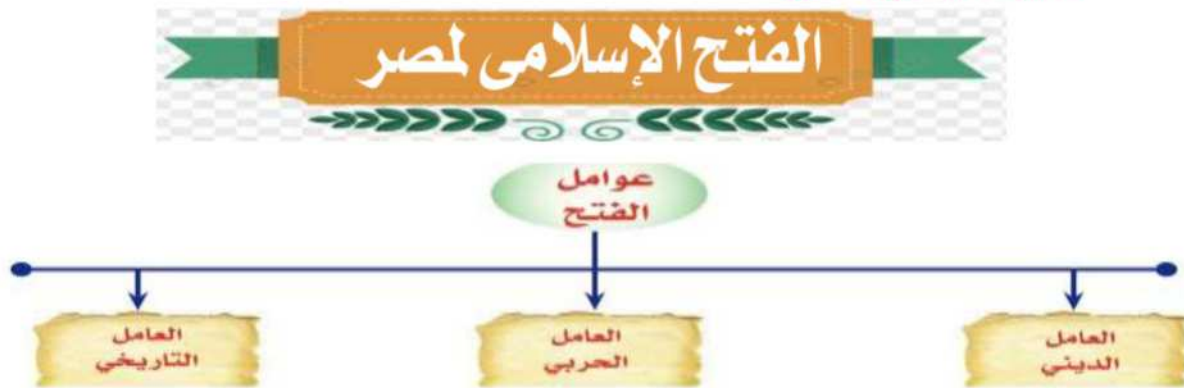 الفتح الإسلامى لمصر
عوامل
الفتح
العامل
الديني
العامل
الحربي
العامل
التاريخي